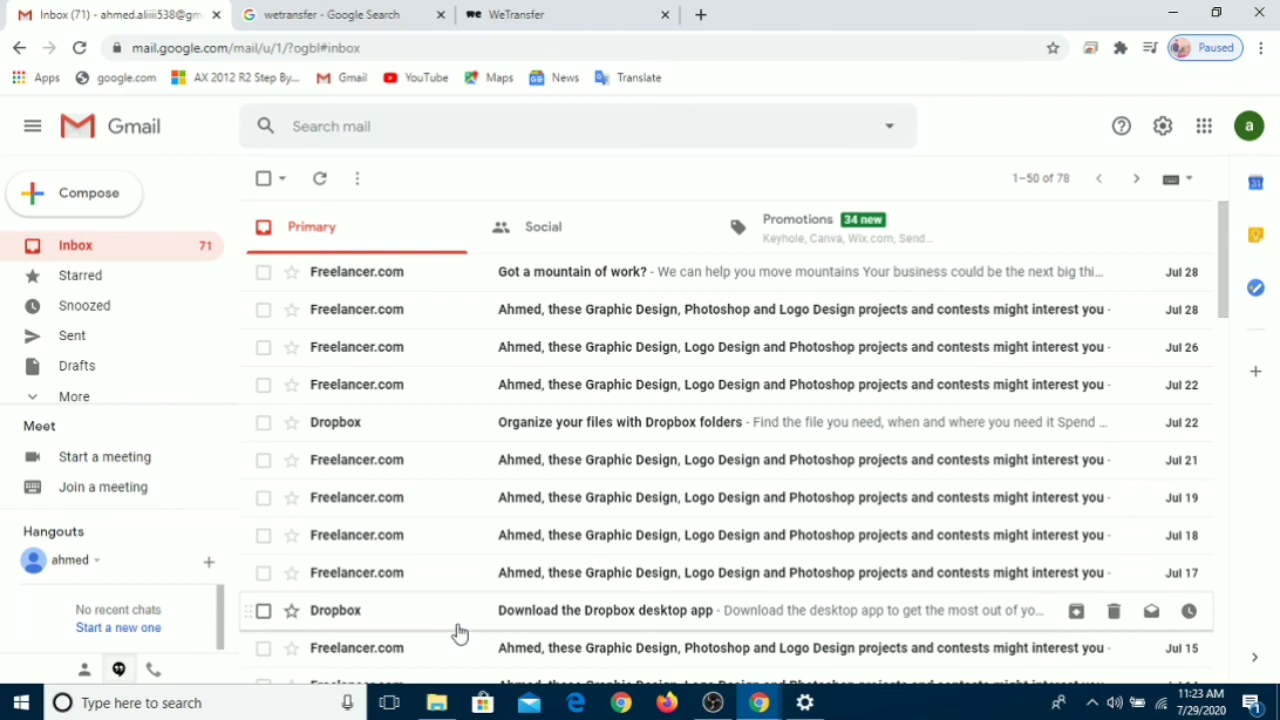 Inbox (71) - ahmed.aliiii538@gm
wetransfer - Google Search
we WeTransfer
mail.google.com/mail/u/1/?ogbl#inbox
Paused
Apps
google.com
AX 2012 R2 Step By...
Gmail
YouTube
Maps
News
Translate
Gmail
Search mail
a
Compose
1–50 of 78
31
Primary
Social
Promotions 34 new
Keyhole, Canva, Wix.com, Send...
Inbox 71
Starred
Snoozed
Sent
Drafts
More
Meet
Start a meeting
Join a meeting
Hangouts
ahmed
No recent chats
Start a new one
Freelancer.com Got a mountain of work? - We can help you move mountains Your business could be the next big thi... Jul 28
Freelancer.com Ahmed, these Graphic Design, Photoshop and Logo Design projects and contests might interest you - Jul 28
Freelancer.com Ahmed, these Graphic Design, Logo Design and Photoshop projects and contests might interest you - Jul 26
Freelancer.com Ahmed, these Graphic Design, Logo Design and Photoshop projects and contests might interest you - Jul 22
Dropbox Organize your files with Dropbox folders - Find the file you need, when and where you need it Spend ... Jul 22
Freelancer.com Ahmed, these Graphic Design, Logo Design and Photoshop projects and contests might interest you - Jul 21
Freelancer.com Ahmed, these Graphic Design, Logo Design and Photoshop projects and contests might interest you - Jul 19
Freelancer.com Ahmed, these Graphic Design, Logo Design and Photoshop projects and contests might interest you - Jul 18
Freelancer.com Ahmed, these Graphic Design, Logo Design and Photoshop projects and contests might interest you - Jul 17
Dropbox Download the Dropbox desktop app - Download the desktop app to get the most out of yo...
Freelancer.com Ahmed, these Graphic Design, Photoshop and Logo Design projects and contests might interest you - Jul 15
Type here to search
11:23 AM
7/29/2020
1